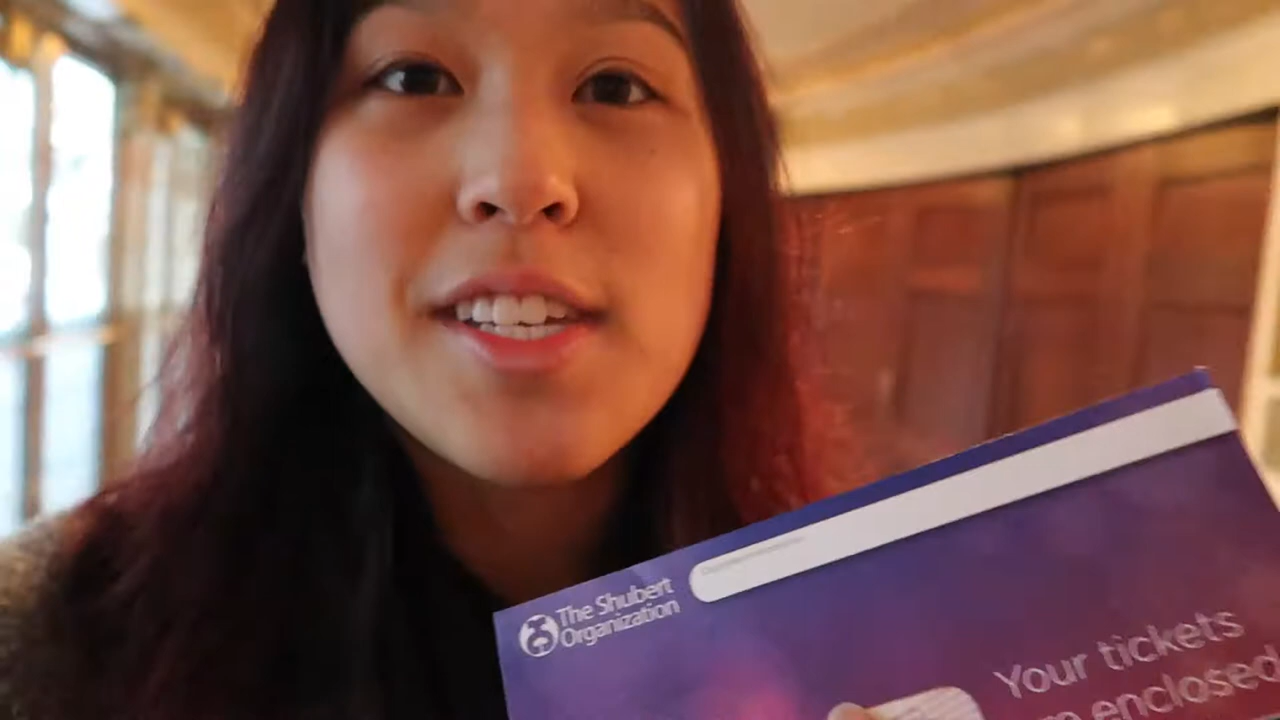 The Shubert
Organization
Your tickets
enclosed